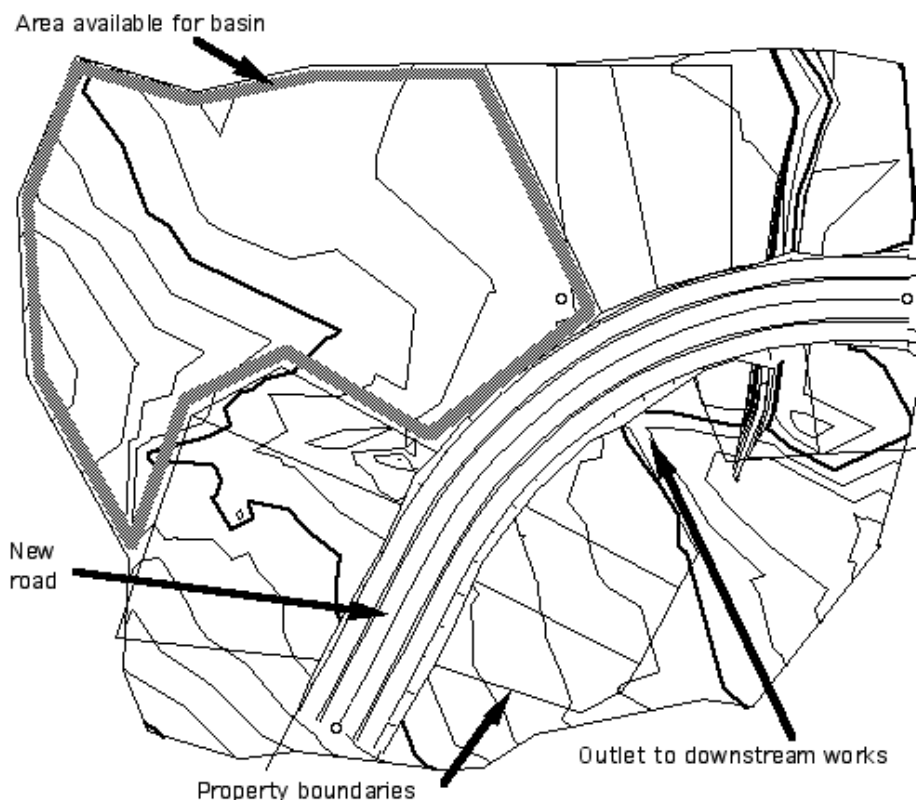 Area available for basin
New
road
Outlet to downstream works
Property boundaries